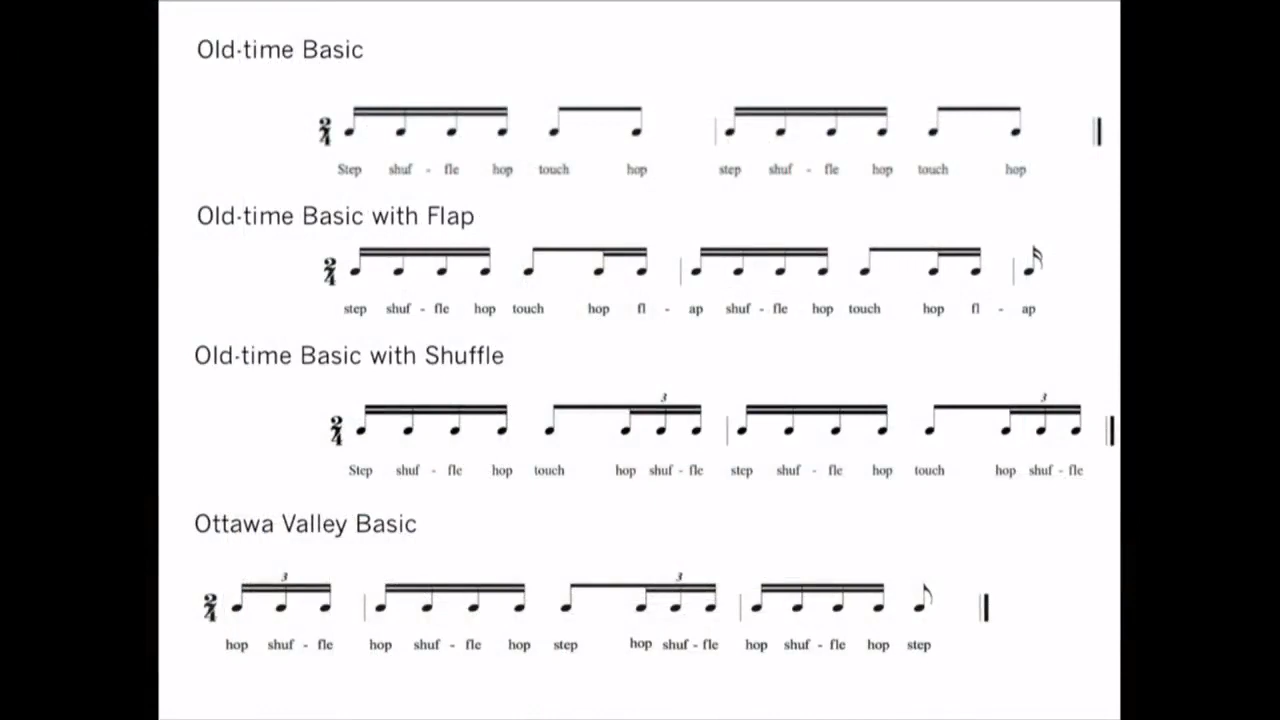 Old-time Basic
2/4
Step shuf - fle hop touch hop step shuf - fle hop touch hop
Old-time Basic with Flap
2/4
step shuf - fle hop touch hop fl - ap shuf - fle hop touch hop fl - ap
Old-time Basic with Shuffle
3 3
2/4
Step shuf - fle hop touch hop shuf - fle step shuf - fle hop touch hop shuf - fle
Ottawa Valley Basic
3 3
2/4
hop shuf - fle hop shuf - fle hop step hop shuf - fle hop shuf - fle hop step